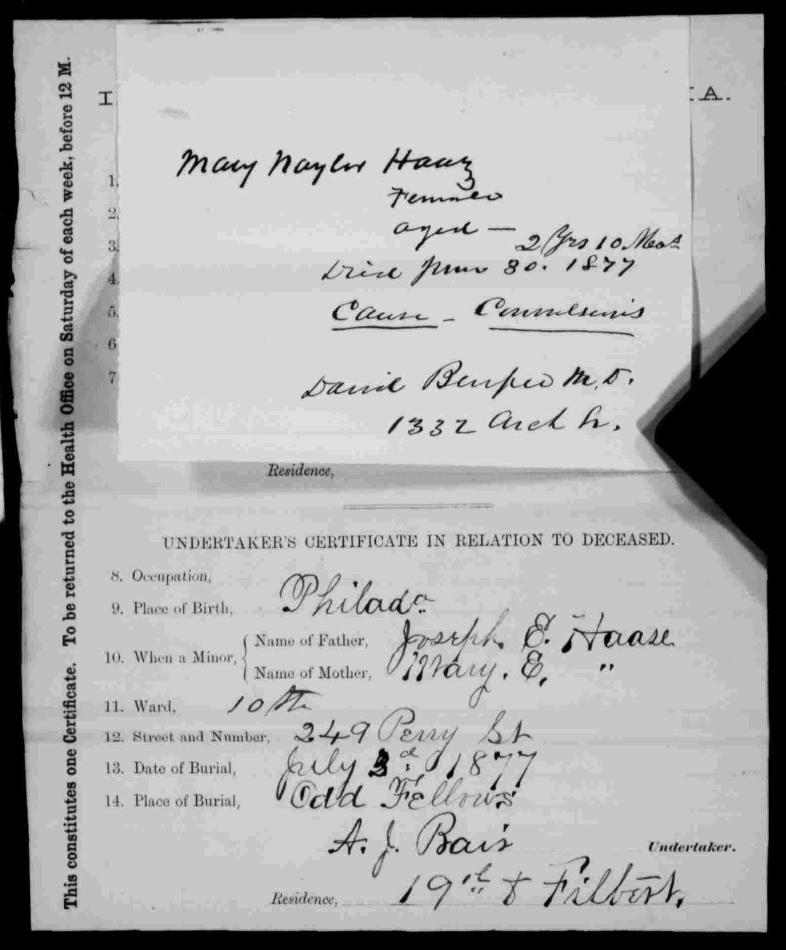 This constitutes one Certificate. To be returned to the Health Office on Saturday of each week, before 12 M.
I A.
Mary Naylor Haaz
Female
aged — 2 Yrs 10 Mos
Died June 30. 1877
Cause - Convulsions
David M.D.
1332 Arch St.
1.
2.
3.
4.
5.
6
7
Residence,
UNDERTAKER'S CERTIFICATE IN RELATION TO DECEASED.
8. Occupation,
9. Place of Birth, Philada
10. When a Minor, { Name of Father, Joseph. E. Haase
Name of Mother, Mary. E. "
11. Ward, 10th
12. Street and Number, 249 Perry St
13. Date of Burial, July 3d 1877
14. Place of Burial, Odd Fellows
A. J. Bair Undertaker.
Residence, 19th & Filbert.